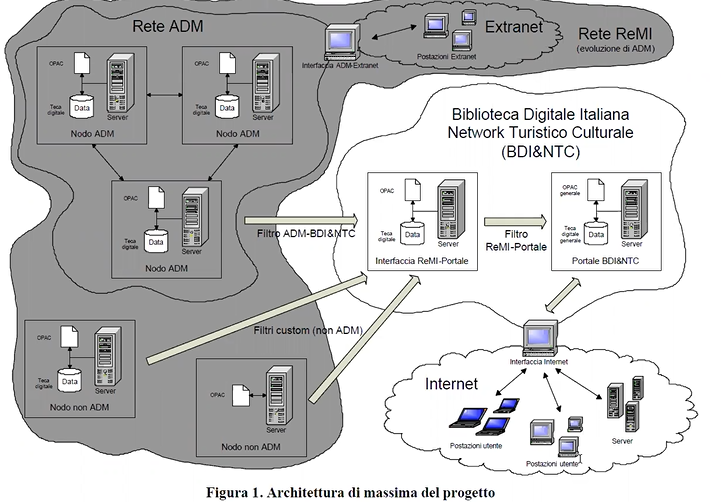 Rete ADM
Extranet
Rete ReMI
(evoluzione di ADM)
Interfaccia ADM-Extranet
Postazioni Extranet
OPAC
Teca
digitale
Data
Server
Nodo ADM
OPAC
Teca
digitale
Data
Server
Nodo ADM
OPAC
Teca
digitale
Data
Server
Nodo ADM
Biblioteca Digitale Italiana
Network Turistico Culturale
(BDI&NTC)
OPAC
Teca
digitale
Data
Server
Interfaccia ReMI-Portale
OPAC
generale
Teca
digitale
generale
Data
Server
Portale BDI&NTC
Filtro ADM-BDI&NTC
Filtro
ReMI-Portale
Filtri custom (non ADM)
OPAC
Teca
digitale
Data
Server
Nodo non ADM
OPAC
Server
Nodo non ADM
Interfaccia Internet
Internet
Postazioni utente
Postazioni utente
Server
Figura 1. Architettura di massima del progetto